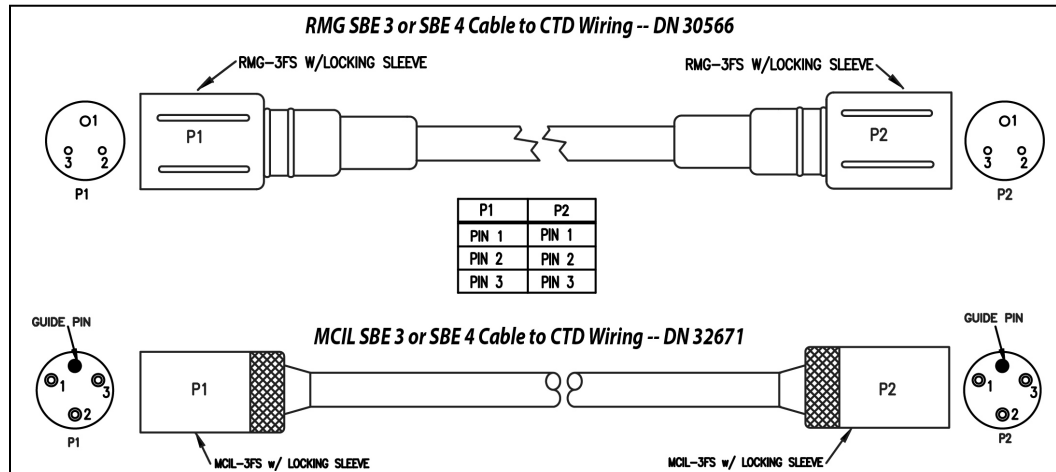 RMG SBE 3 or SBE 4 Cable to CTD Wiring -- DN 30566
RMG-3FS W/LOCKING SLEEVE
RMG-3FS W/LOCKING SLEEVE
1
3 2
P1
P1
P2
1
3 2
P2
P1 P2
PIN 1 PIN 1
PIN 2 PIN 2
PIN 3 PIN 3
MCIL SBE 3 or SBE 4 Cable to CTD Wiring -- DN 32671
GUIDE PIN
GUIDE PIN
1 3
2
P1
P1
P2
1 3
2
P2
MCIL-3FS w/ LOCKING SLEEVE
MCIL-3FS w/ LOCKING SLEEVE